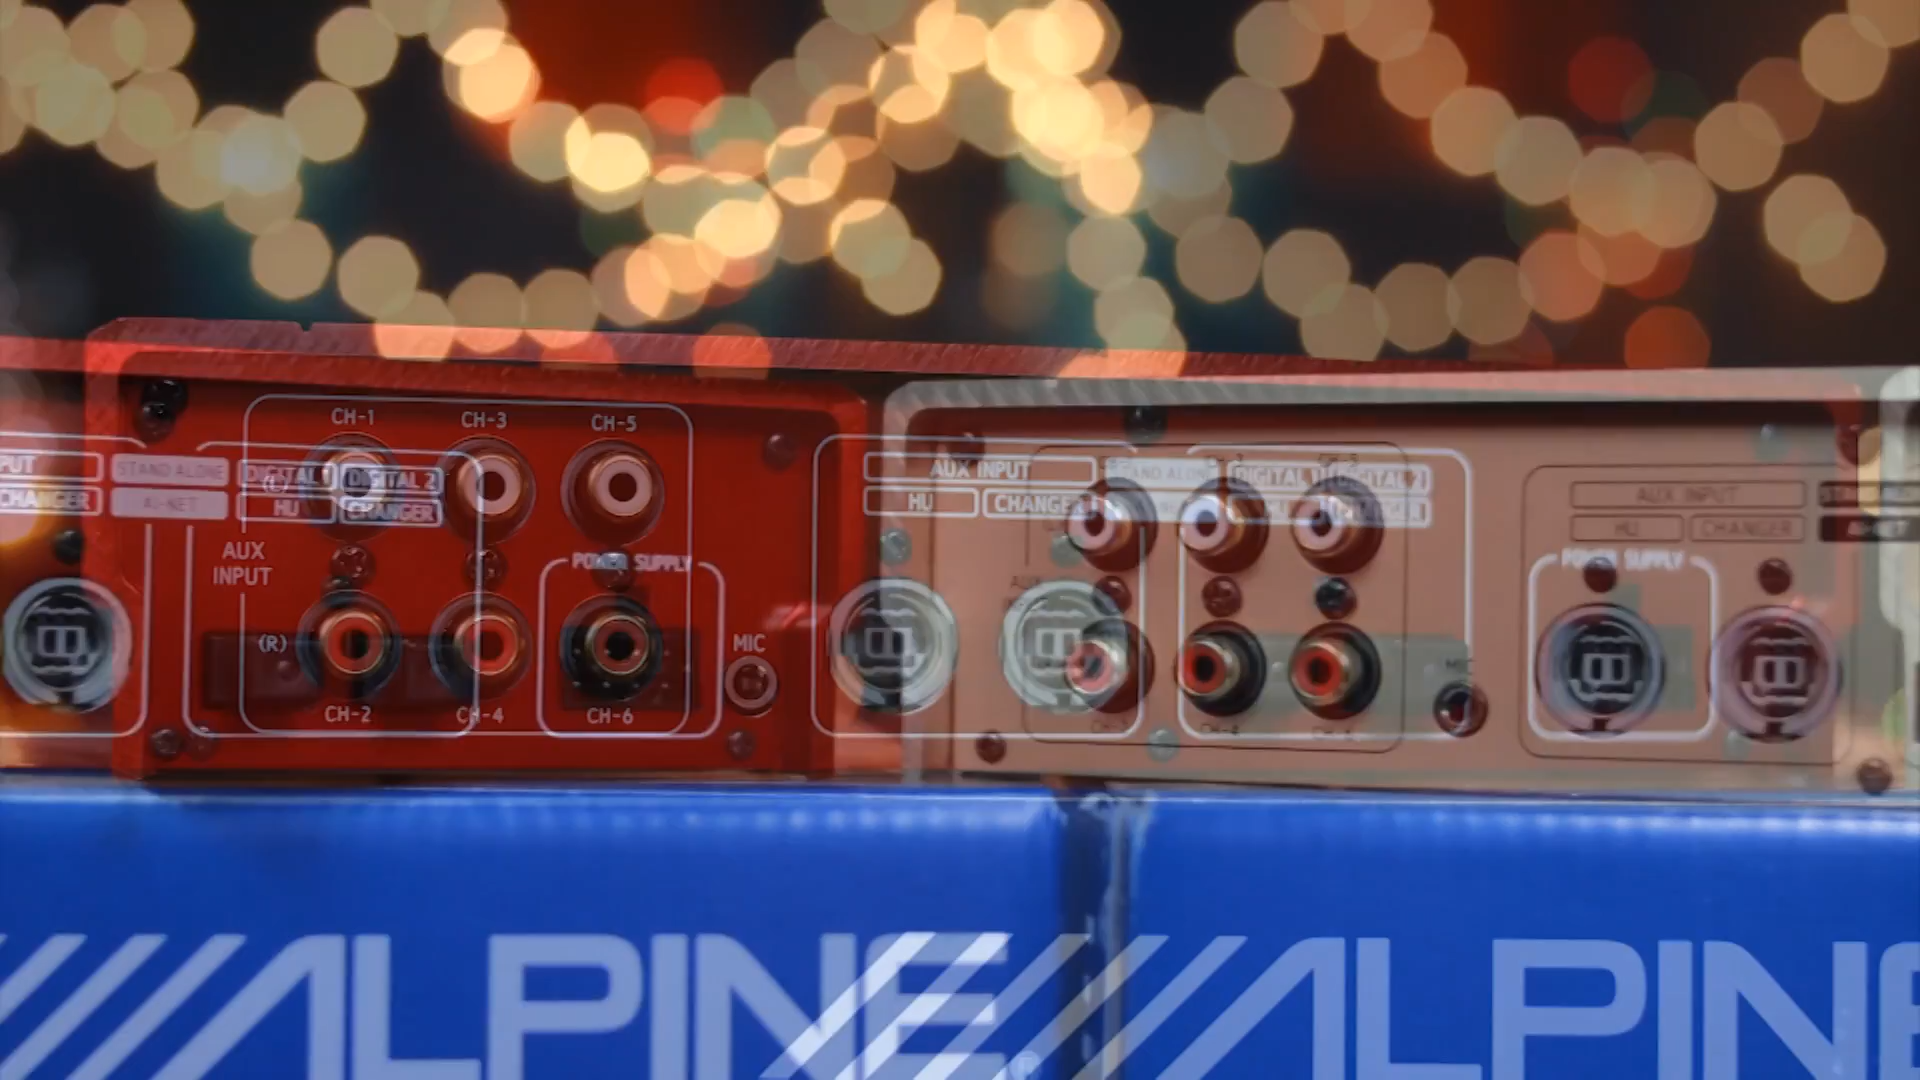 CH-1 CH-3 CH-5
PUT STAND ALONE DIGITAL 1 DIGITAL 2
CHANGER Ai-NET HU CHANGER
(L)
AUX
INPUT
POWER SUPPLY
(R)
MIC
CH-2 CH-4 CH-6
AUX INPUT STAND ALONE DIGITAL 1 DIGITAL 2
HU CHANGER
AUX INPUT
HU CHANGER
POWER SUPPLY
CH-4
ALPINE
ALPINE